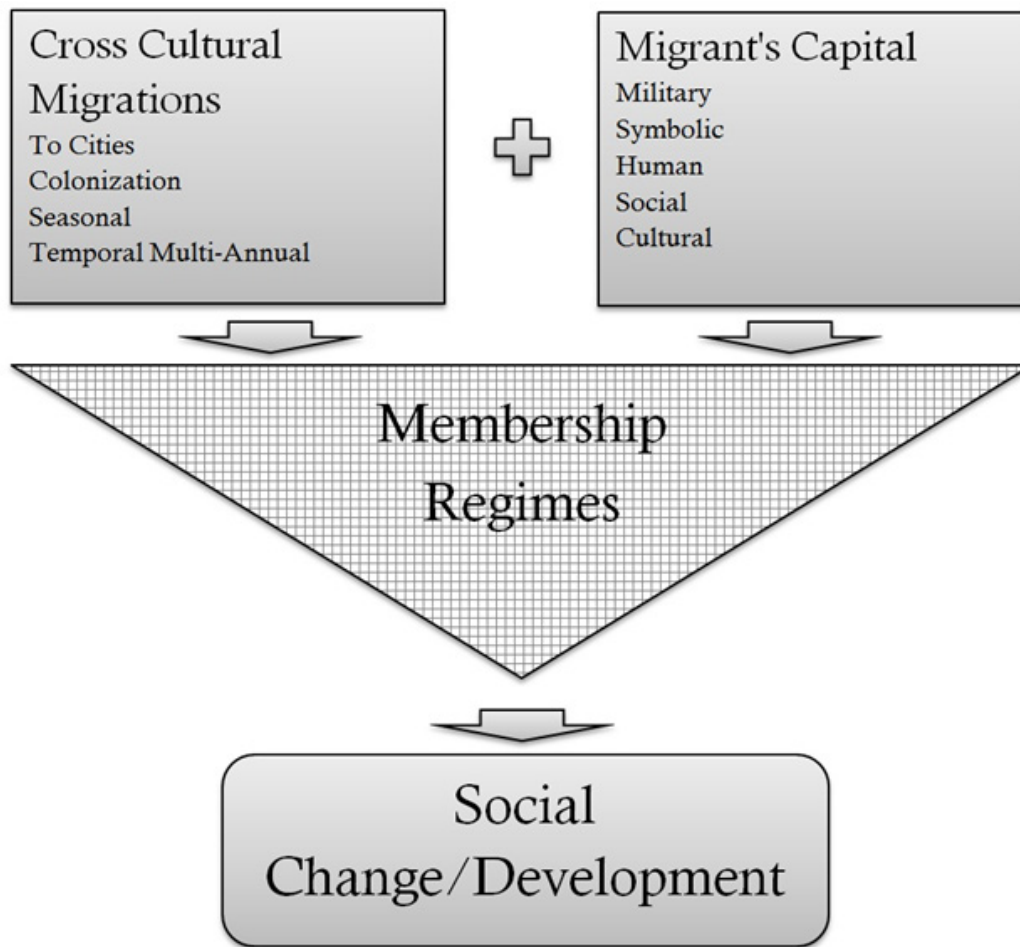 Cross Cultural
Migrations
To Cities
Colonization
Seasonal
Temporal Multi-Annual
Migrant's Capital
Military
Symbolic
Human
Social
Cultural
Membership
Regimes
Social
Change/Development